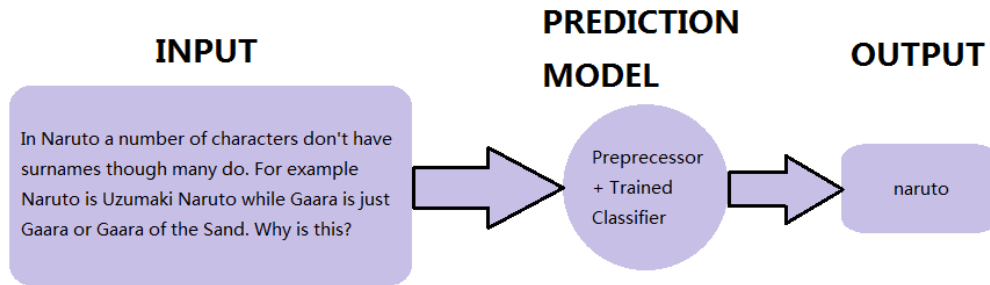 INPUT
In Naruto a number of characters don't have
surnames though many do. For example
Naruto is Uzumaki Naruto while Gaara is just
Gaara or Gaara of the Sand. Why is this?
PREDICTION
MODEL
Preprecessor
+ Trained
Classifier
OUTPUT
naruto